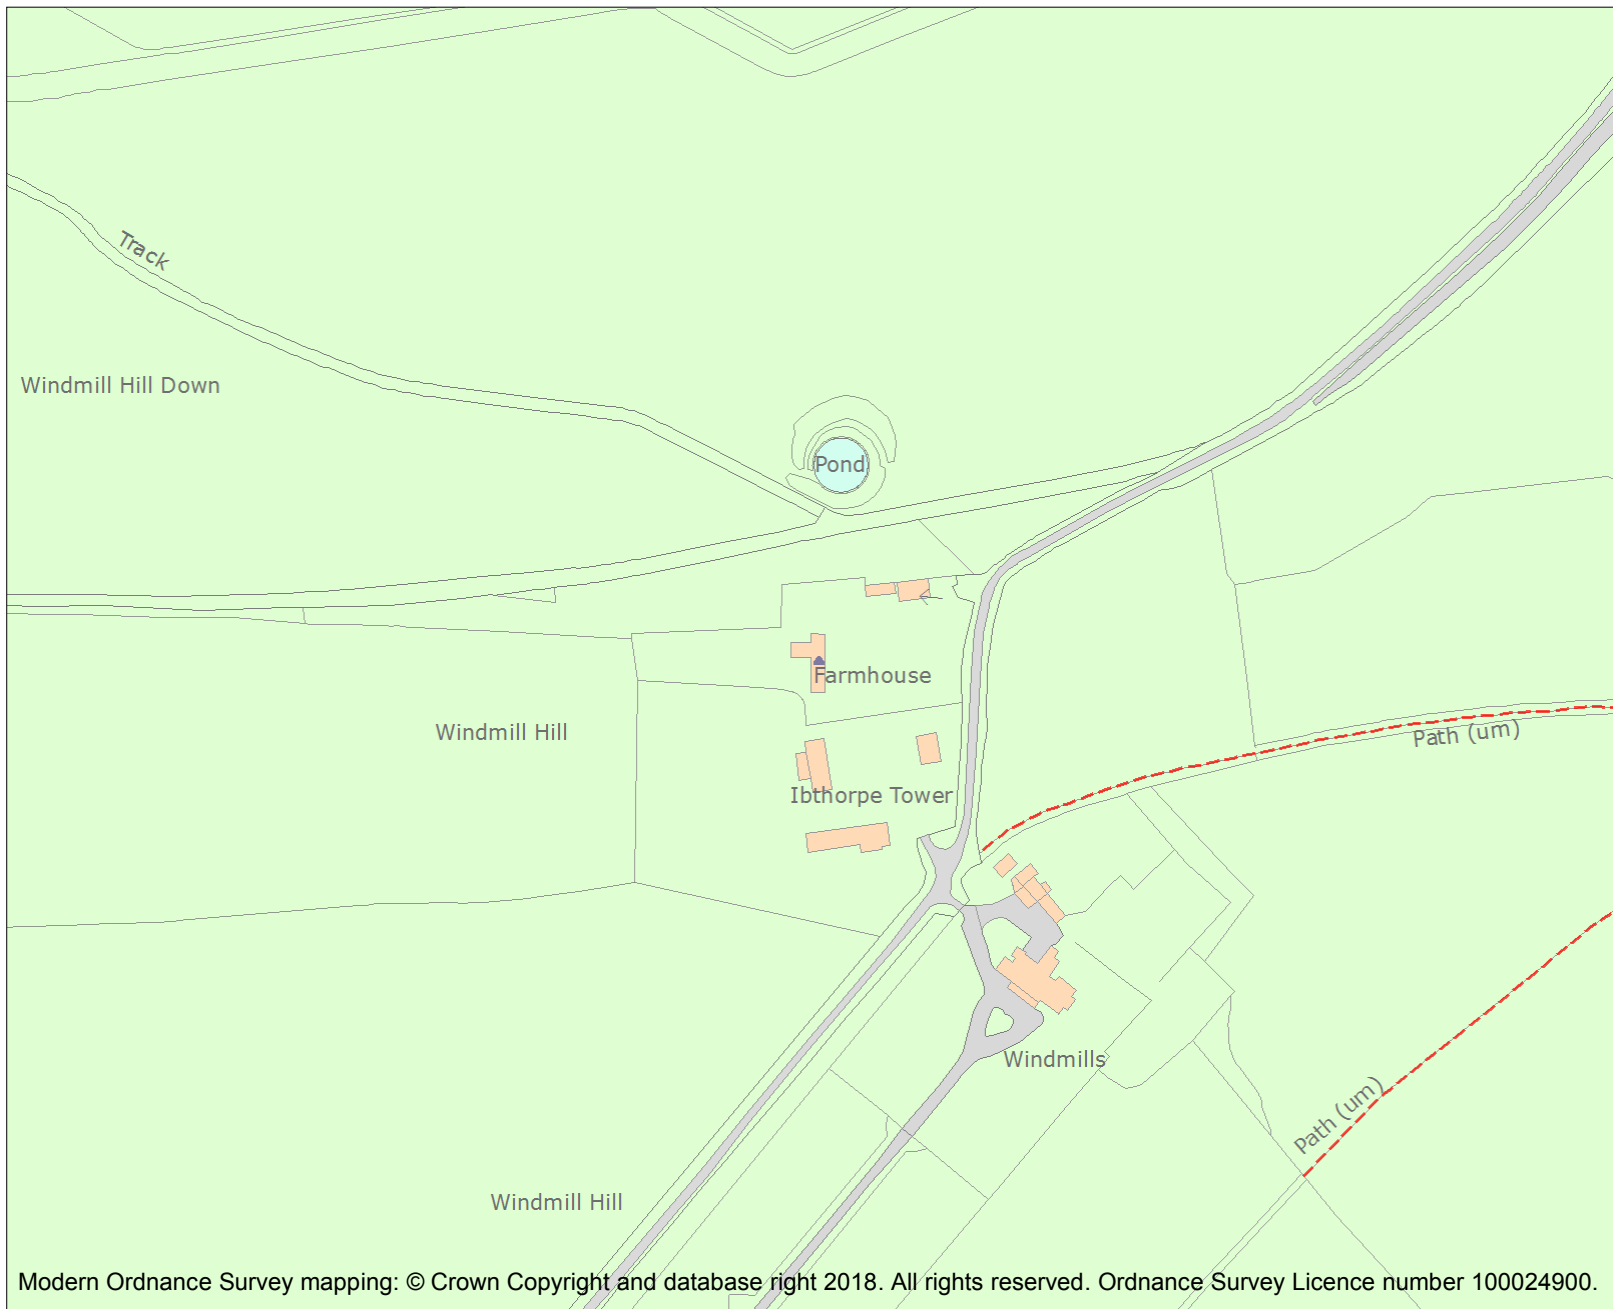 Track
Windmill Hill Down
Pond
Farmhouse
Windmill Hill
Path (um)
Ibthorpe Tower
Windmills
Path (um)
Windmill Hill
Modern Ordnance Survey mapping: © Crown Copyright and database right 2018. All rights reserved. Ordnance Survey Licence number 100024900.